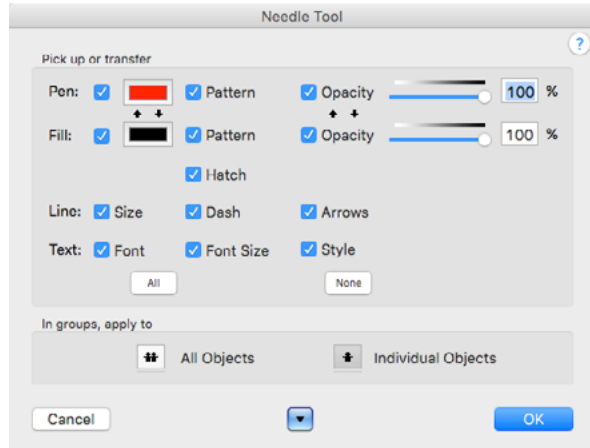 Needle Tool
?
Pick up or transfer
Pen: Pattern Opacity 100 %
Fill: Pattern Opacity 100 %
Hatch
Line: Size Dash Arrows
Text: Font Font Size Style
All None
In groups, apply to
All Objects Individual Objects
Cancel OK